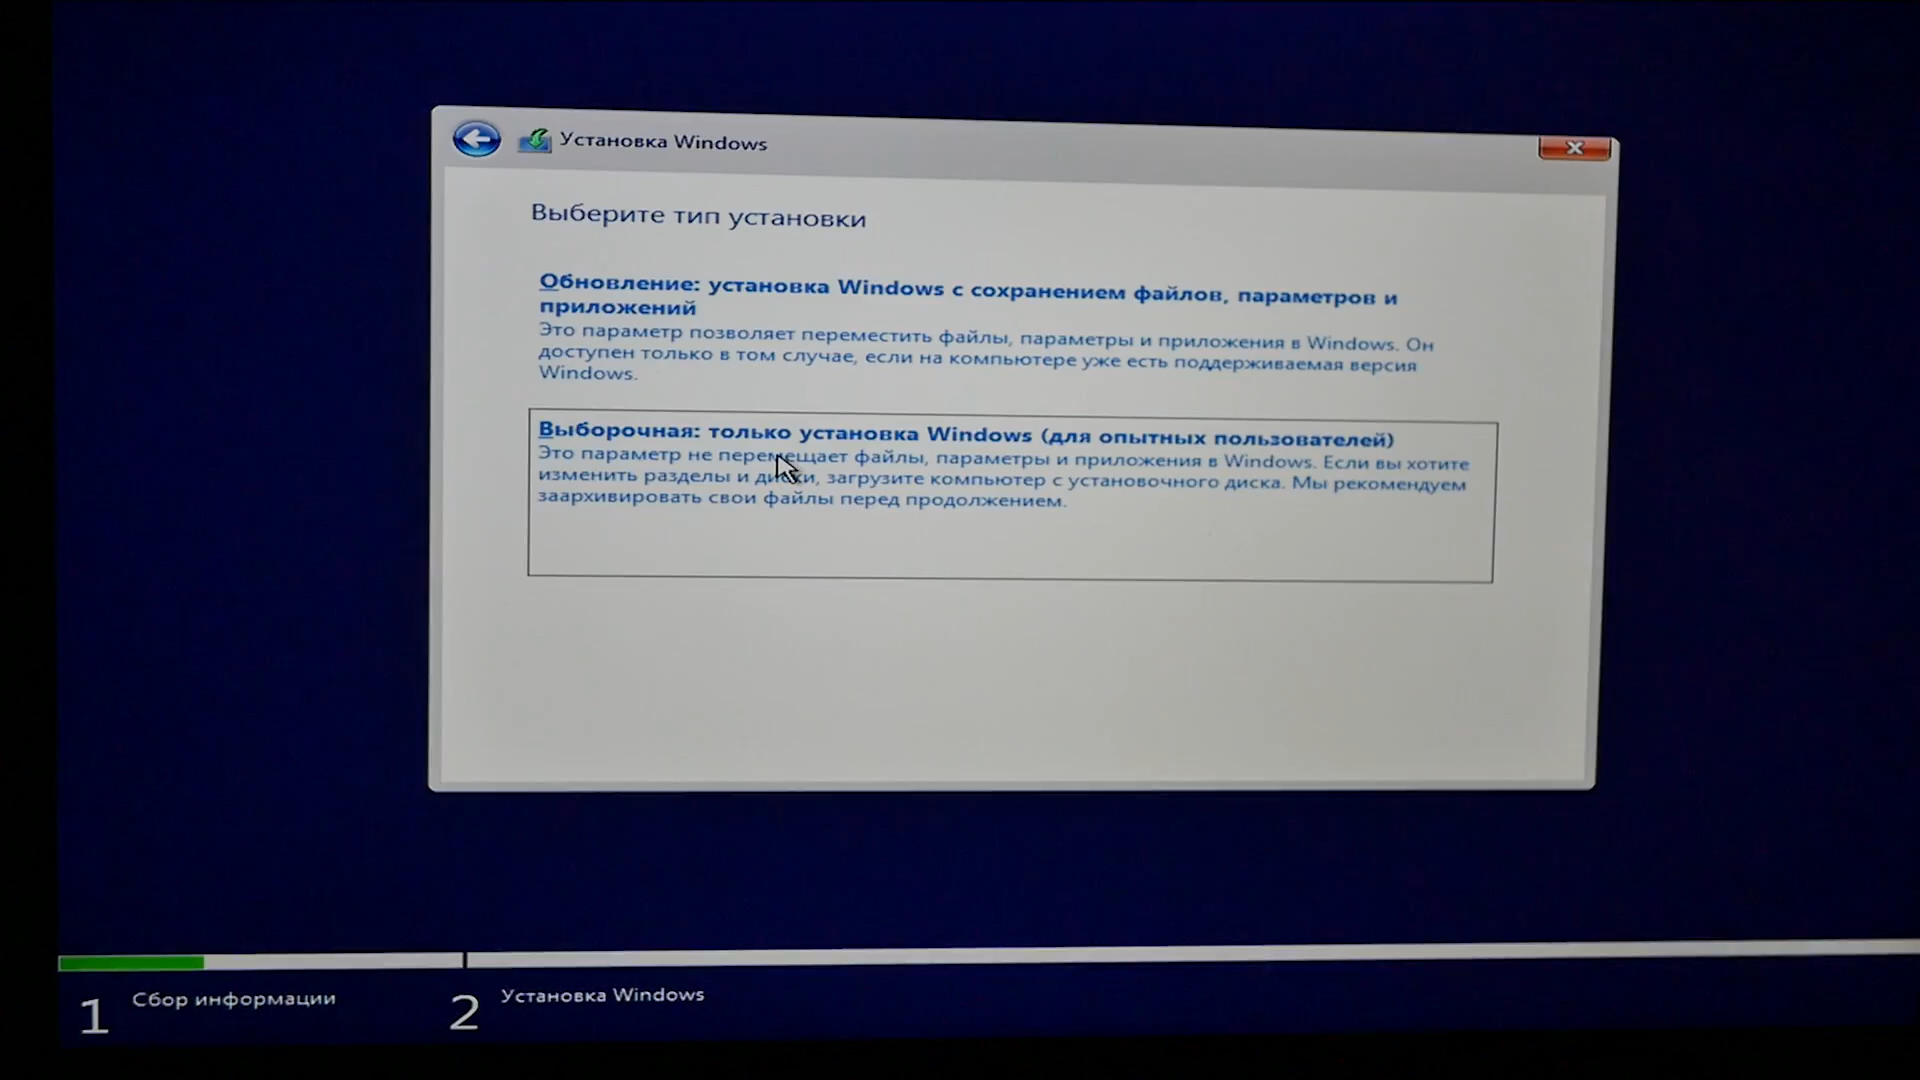 Установка Windows
Выберите тип установки
Обновление: установка Windows с сохранением файлов, параметров и
приложений
Это параметр позволяет переместить файлы, параметры и приложения в Windows. Он
доступен только в том случае, если на компьютере уже есть поддерживаемая версия
Windows.
Выборочная: только установка Windows (для опытных пользователей)
Это параметр не перемещает файлы, параметры и приложения в Windows. Если вы хотите
изменить разделы и диски, загрузите компьютер с установочного диска. Мы рекомендуем
заархивировать свои файлы перед продолжением.
1 Сбор информации
2 Установка Windows